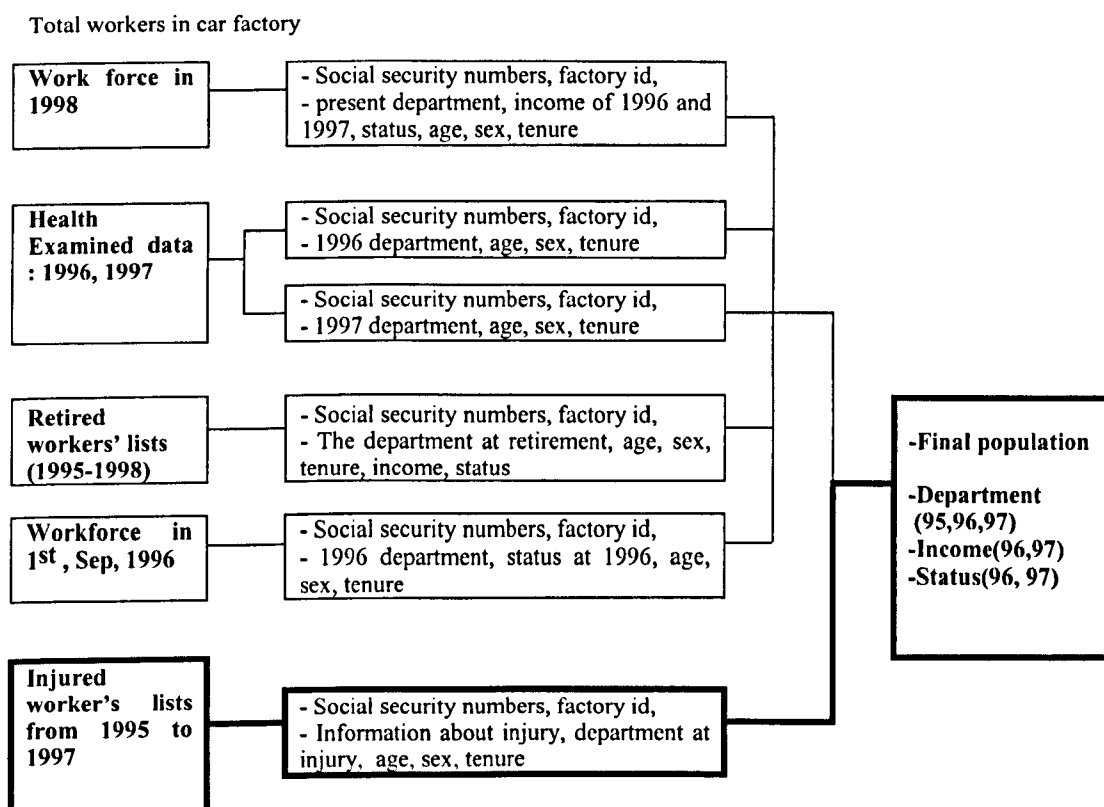 Total workers in car factory
Work force in
1998
- Social security numbers, factory id,
- present department, income of 1996 and
1997, status, age, sex, tenure
Health
Examined data
: 1996, 1997
- Social security numbers, factory id,
- 1996 department, age, sex, tenure
- Social security numbers, factory id,
- 1997 department, age, sex, tenure
Retired
workers' lists
(1995-1998)
- Social security numbers, factory id,
- The department at retirement, age, sex,
tenure, income, status
Workforce in
1st , Sep, 1996
- Social security numbers, factory id,
- 1996 department, status at 1996, age,
sex, tenure
Injured
worker's lists
from 1995 to
1997
- Social security numbers, factory id,
- Information about injury, department at
injury, age, sex, tenure
-Final population
-Department
(95,96,97)
-Income(96,97)
-Status(96, 97)